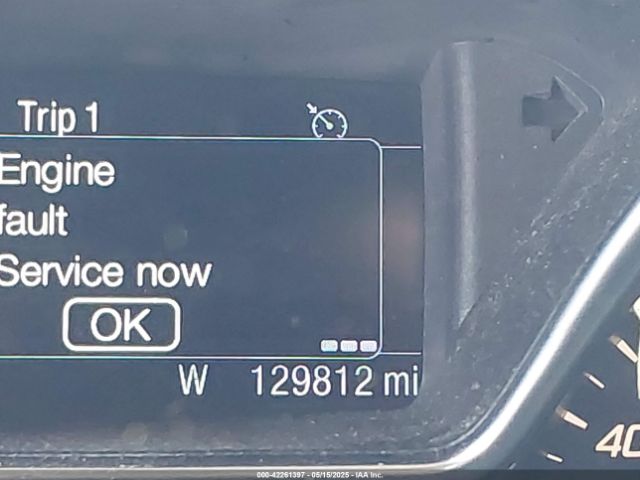 Trip 1
Engine
fault
Service now
OK
W 129812 mi
40
000-42261397 - 05/15/2025 - IAA Inc.